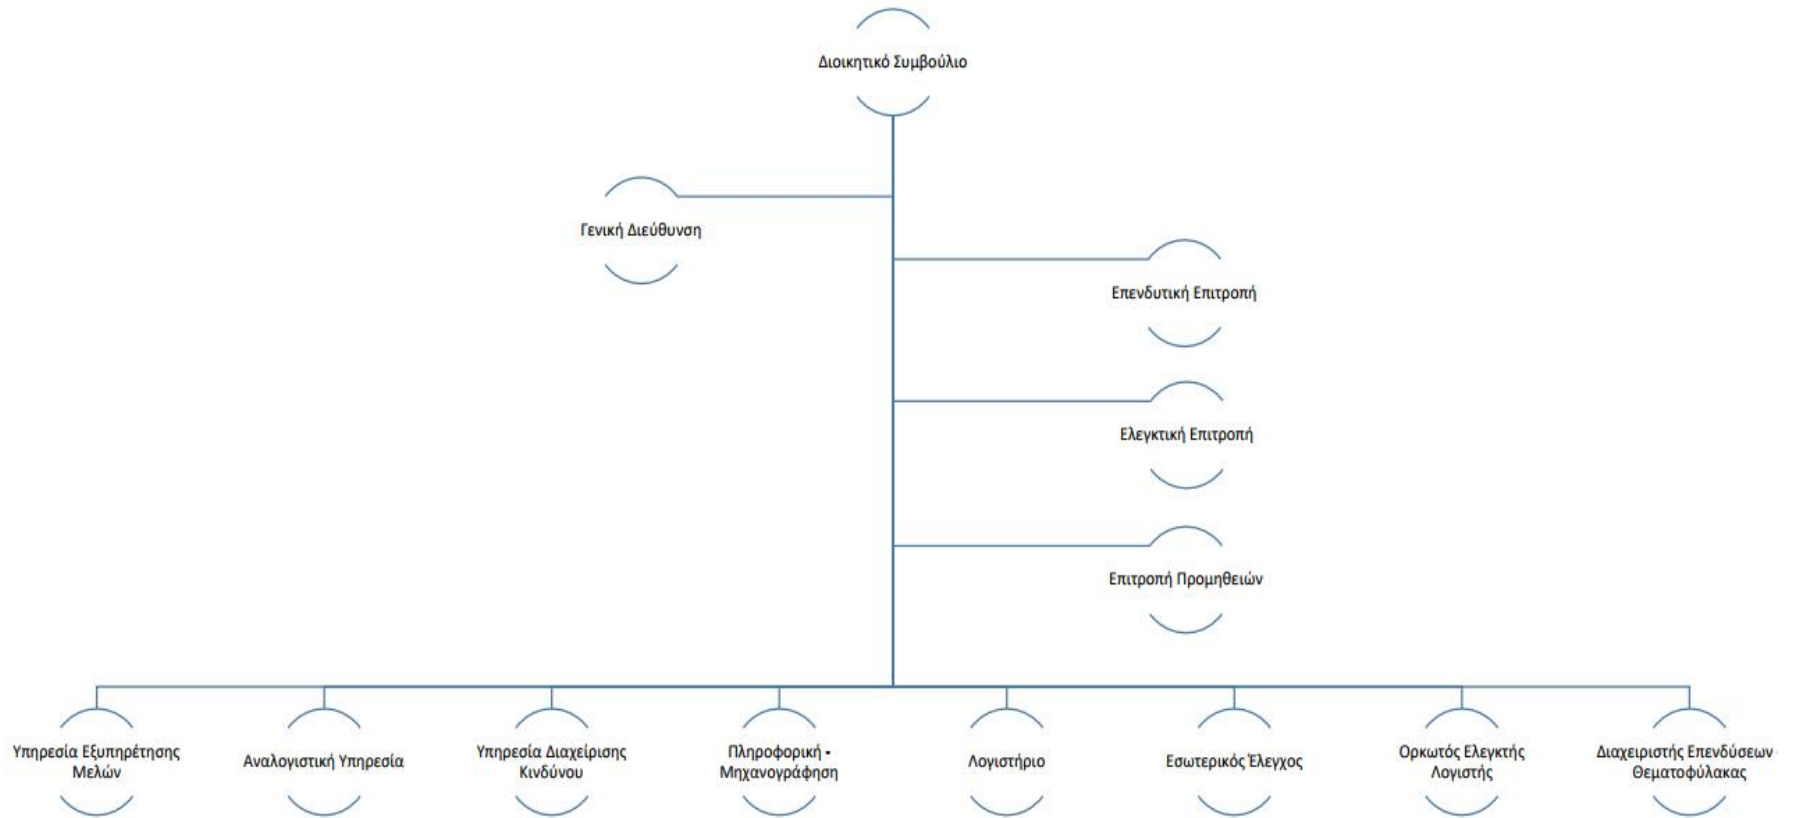 Διοικητικό Συμβούλιο
Γενική Διεύθυνση
Επενδυτική Επιτροπή
Ελεγκτική Επιτροπή
Επιτροπή Προμηθειών
Υπηρεσία Εξυπηρέτησης
Μελών
Αναλογιστική Υπηρεσία
Υπηρεσία Διαχείρισης
Κινδύνου
Πληροφορική -
Μηχανογράφηση
Λογιστήριο
Εσωτερικός Έλεγχος
Ορκωτός Ελεγκτής
Λογιστής
Διαχειριστής Επενδύσεων
Θεματοφύλακας